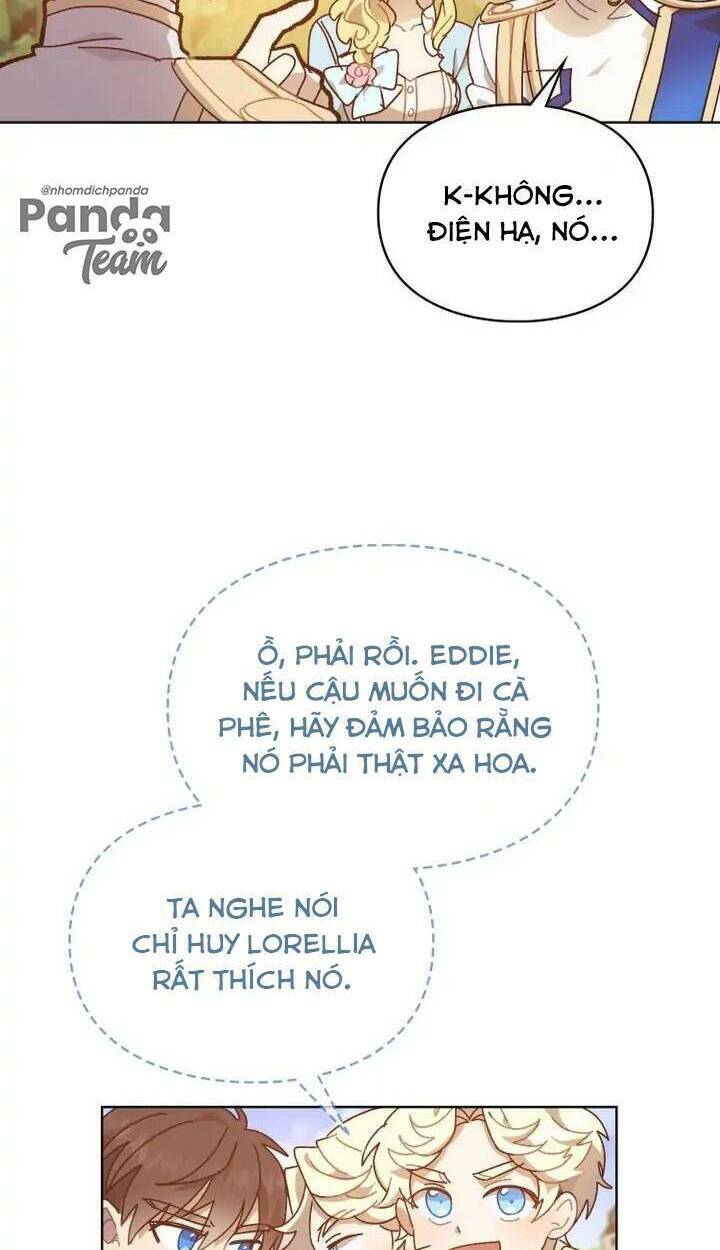 K-KHÔNG...
ĐIỆN HẠ, NÓ...
@nhomdichpanda
Panda
Team
Ồ, PHẢI RỒI. EDDIE,
NẾU CẬU MUỐN ĐI CÀ
PHÊ, HÃY ĐẢM BẢO RẰNG
NÓ PHẢI THẬT XA HOA.
TA NGHE NÓI
CHỈ HUY LORELLIA
RẤT THÍCH NÓ.